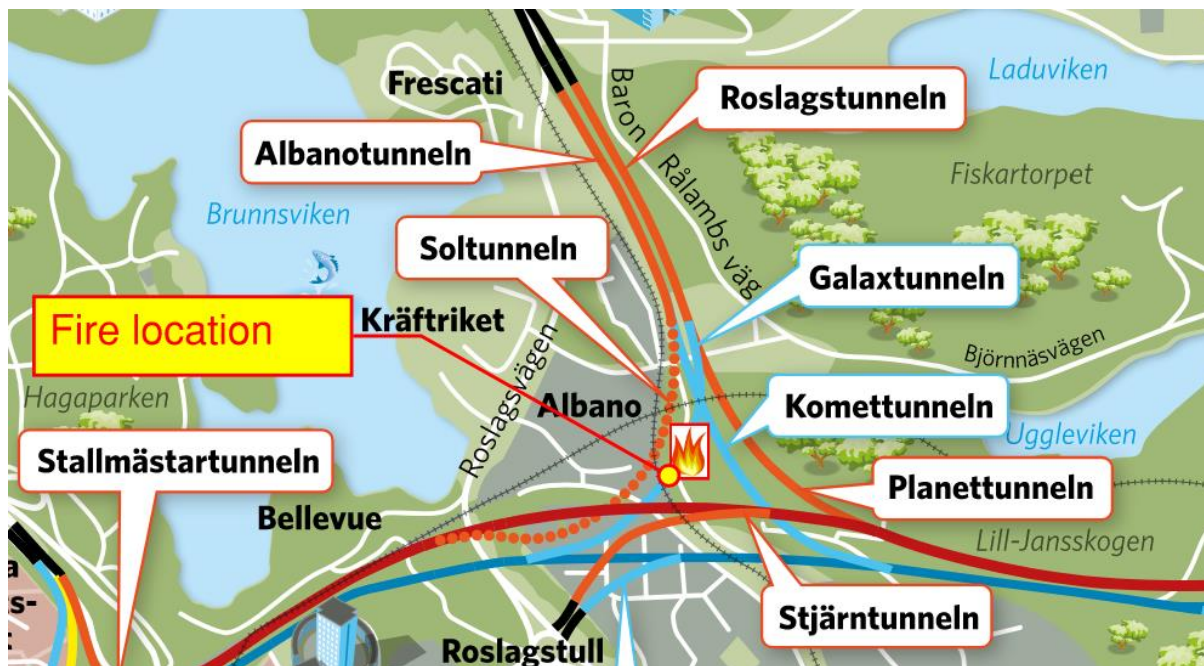 Laduviken
Frescati
Baron
Rålambs väg
Roslagstunneln
Albanotunneln
Fiskartorpet
Brunnsviken
Soltunneln
Galaxtunneln
Fire location
Kräftriket
Roslagsvägen
Björnnäsvägen
Hagaparken
Albano
Komettunneln
Uggleviken
Stallmästartunneln
Planettunneln
Bellevue
Lill-Jansskogen
a
s-
Stjärntunneln
Roslagstull